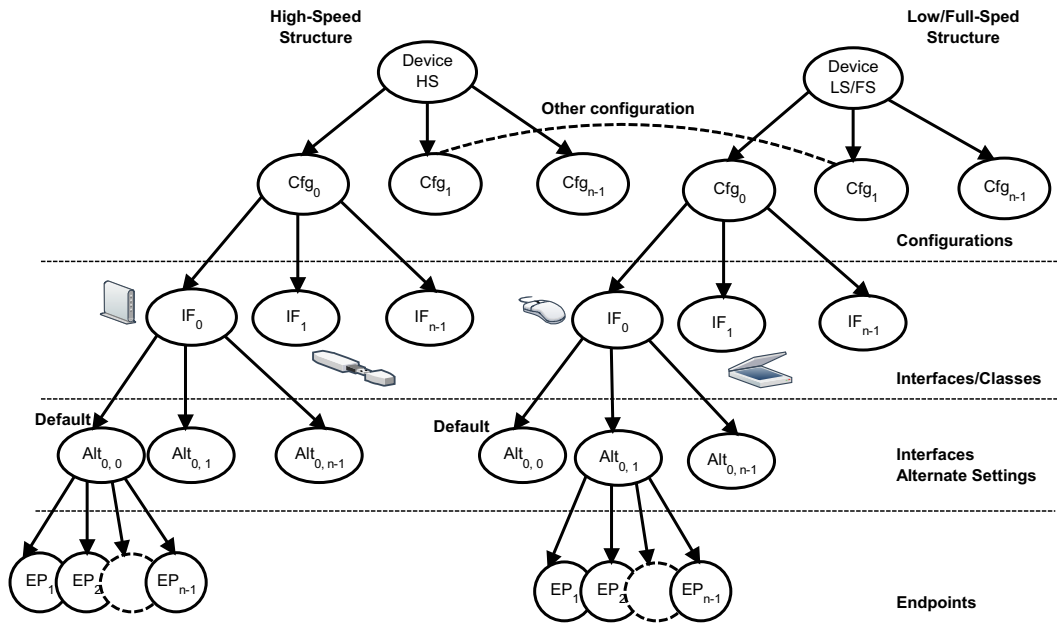 High-Speed
Structure
Low/Full-Sped
Structure
Device
HS
Device
LS/FS
Other configuration
Cfg0
Cfg1
Cfgn-1
Cfg0
Cfg1
Cfgn-1
Configurations
IF0
IF1
IFn-1
IF0
IF1
IFn-1
Interfaces/Classes
Default
Default
Alt0, 0
Alt0, 1
Alt0, n-1
Alt0, 0
Alt0, 1
Alt0, n-1
Interfaces
Alternate Settings
EP1
EP2
EPn-1
EP1
EP2
EPn-1
Endpoints